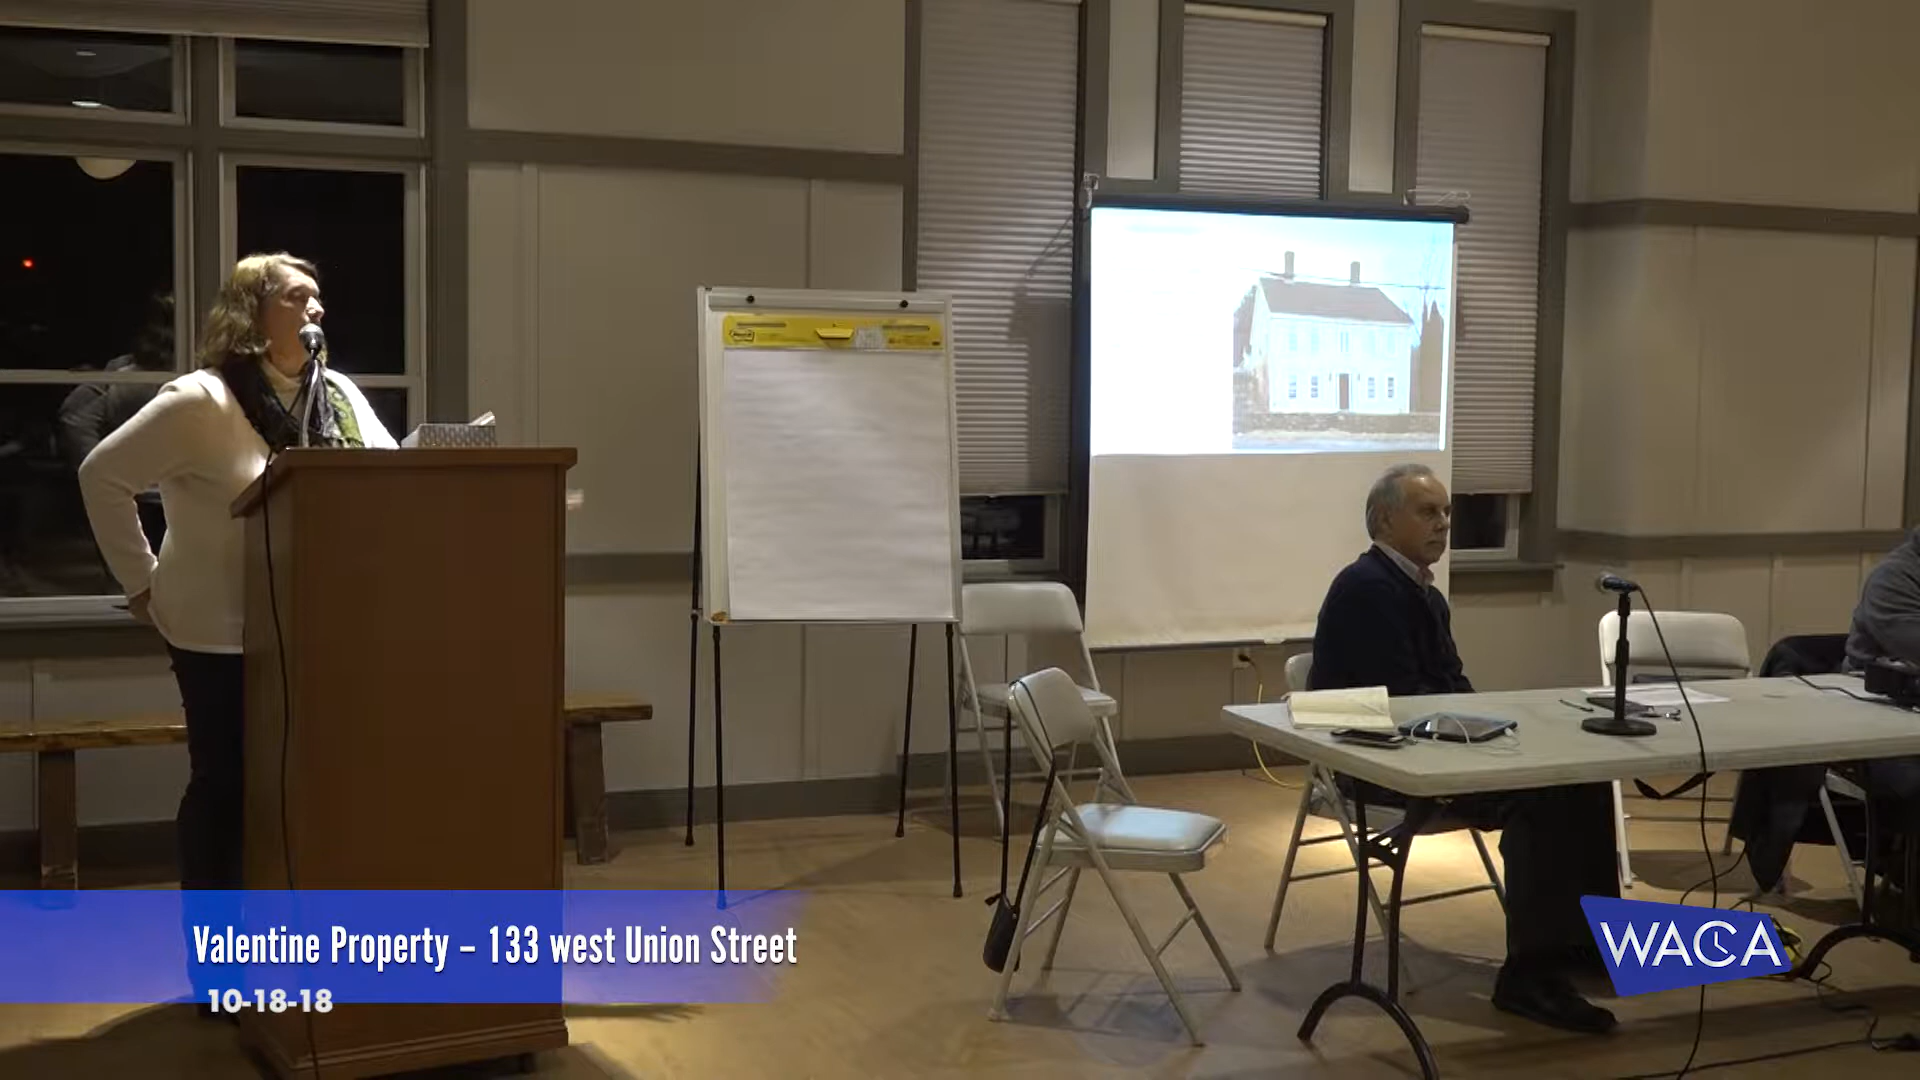 Valentine Property – 133 west Union Street
10-18-18
WACA